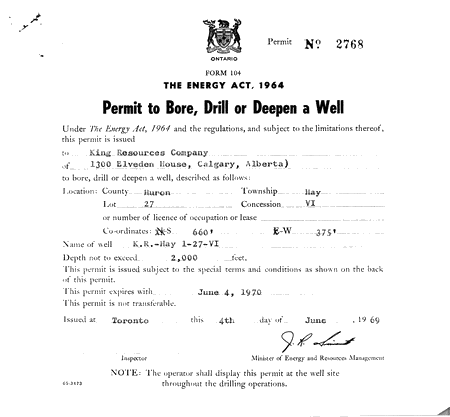 ONTARIO
Permit No. 2768
FORM 104
THE ENERGY ACT, 1964
Permit to Bore, Drill or Deepen a Well
Under The Energy Act, 1964 and the regulations, and subject to the limitations thereof,
this permit is issued
to King Resources Company
of 1300 Elveden House, Calgary, Alberta)
to bore, drill or deepen a well, described as follows:
Location: County Huron Township Hay
Lot 27 Concession VI
or number of licence of occupation or lease
Co-ordinates: N-S 660' E-W 375'
Name of well K.R.-Hay 1-27-VI
Depth not to exceed 2,000 feet.
This permit is issued subject to the special terms and conditions as shown on the back
of this permit.
This permit expires with June 4, 1970
This permit is not transferable.
Issued at Toronto this 4th day of June 1969
Inspector Minister of Energy and Resources Management
NOTE: The operator shall display this permit at the well site
throughout the drilling operations.
65-3473